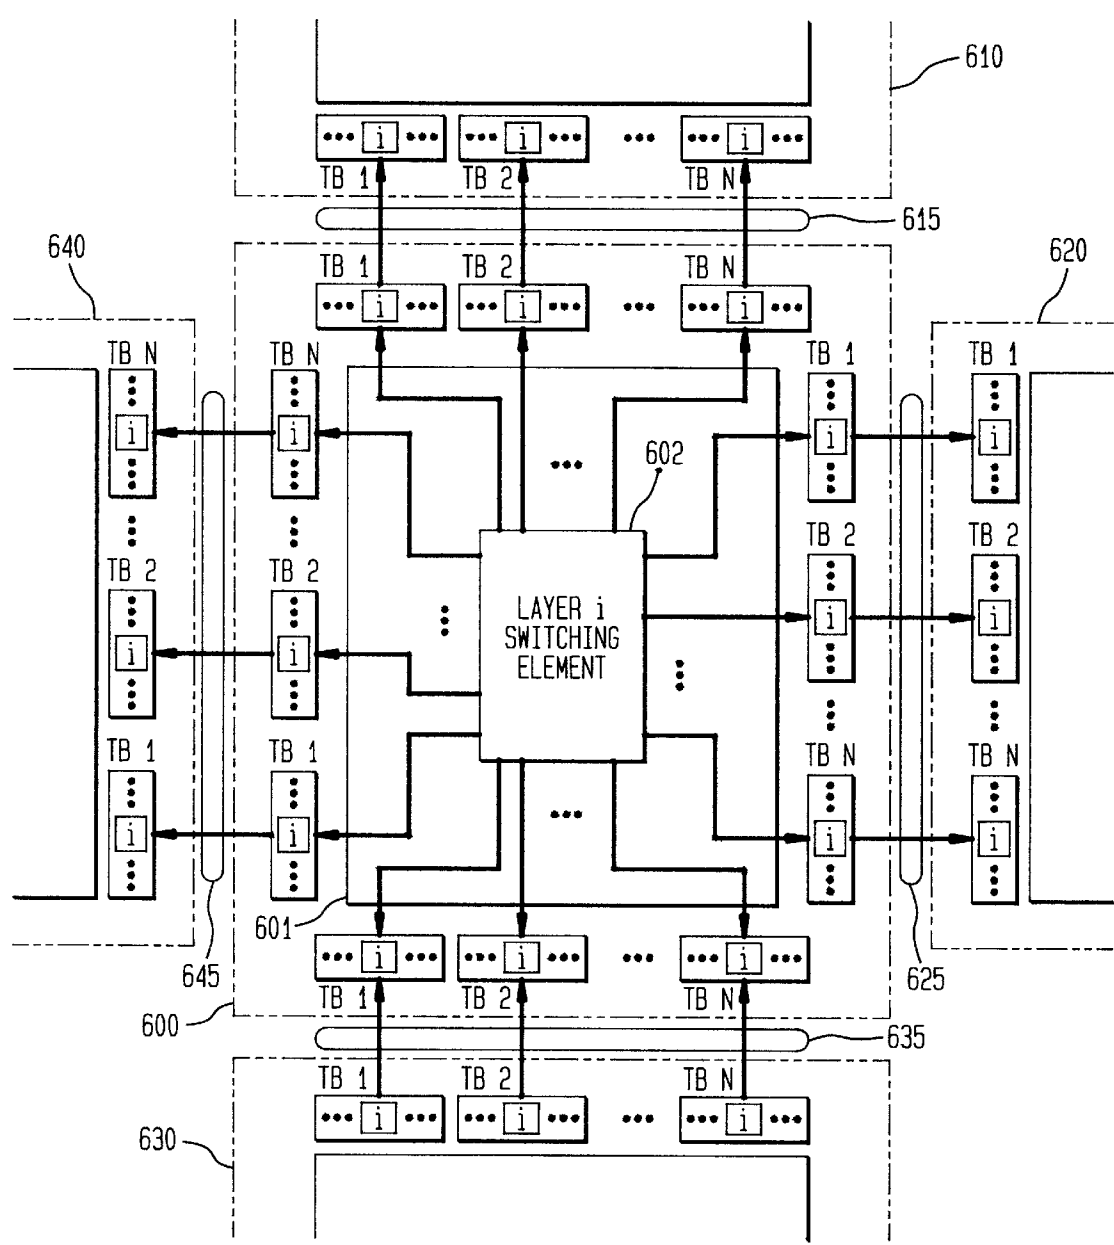 610
••• i ••• ••• i ••• ••• ••• i •••
TB 1 TB 2 TB N
615
640
620
TB 1 TB 2 TB N
••• i ••• ••• i ••• ••• ••• i •••
TB N TB N TB 1 TB 1
i i i i
602
•••
TB 2 TB 2 TB 2 TB 2
i i i i
LAYER i
SWITCHING
ELEMENT
TB 1 TB 1 TB N TB N
i i i i
•••
601
645
625
••• i ••• ••• i ••• ••• ••• i •••
TB 1 TB 2 TB N
600
635
TB 1 TB 2 TB N
••• i ••• ••• i ••• ••• ••• i •••
630